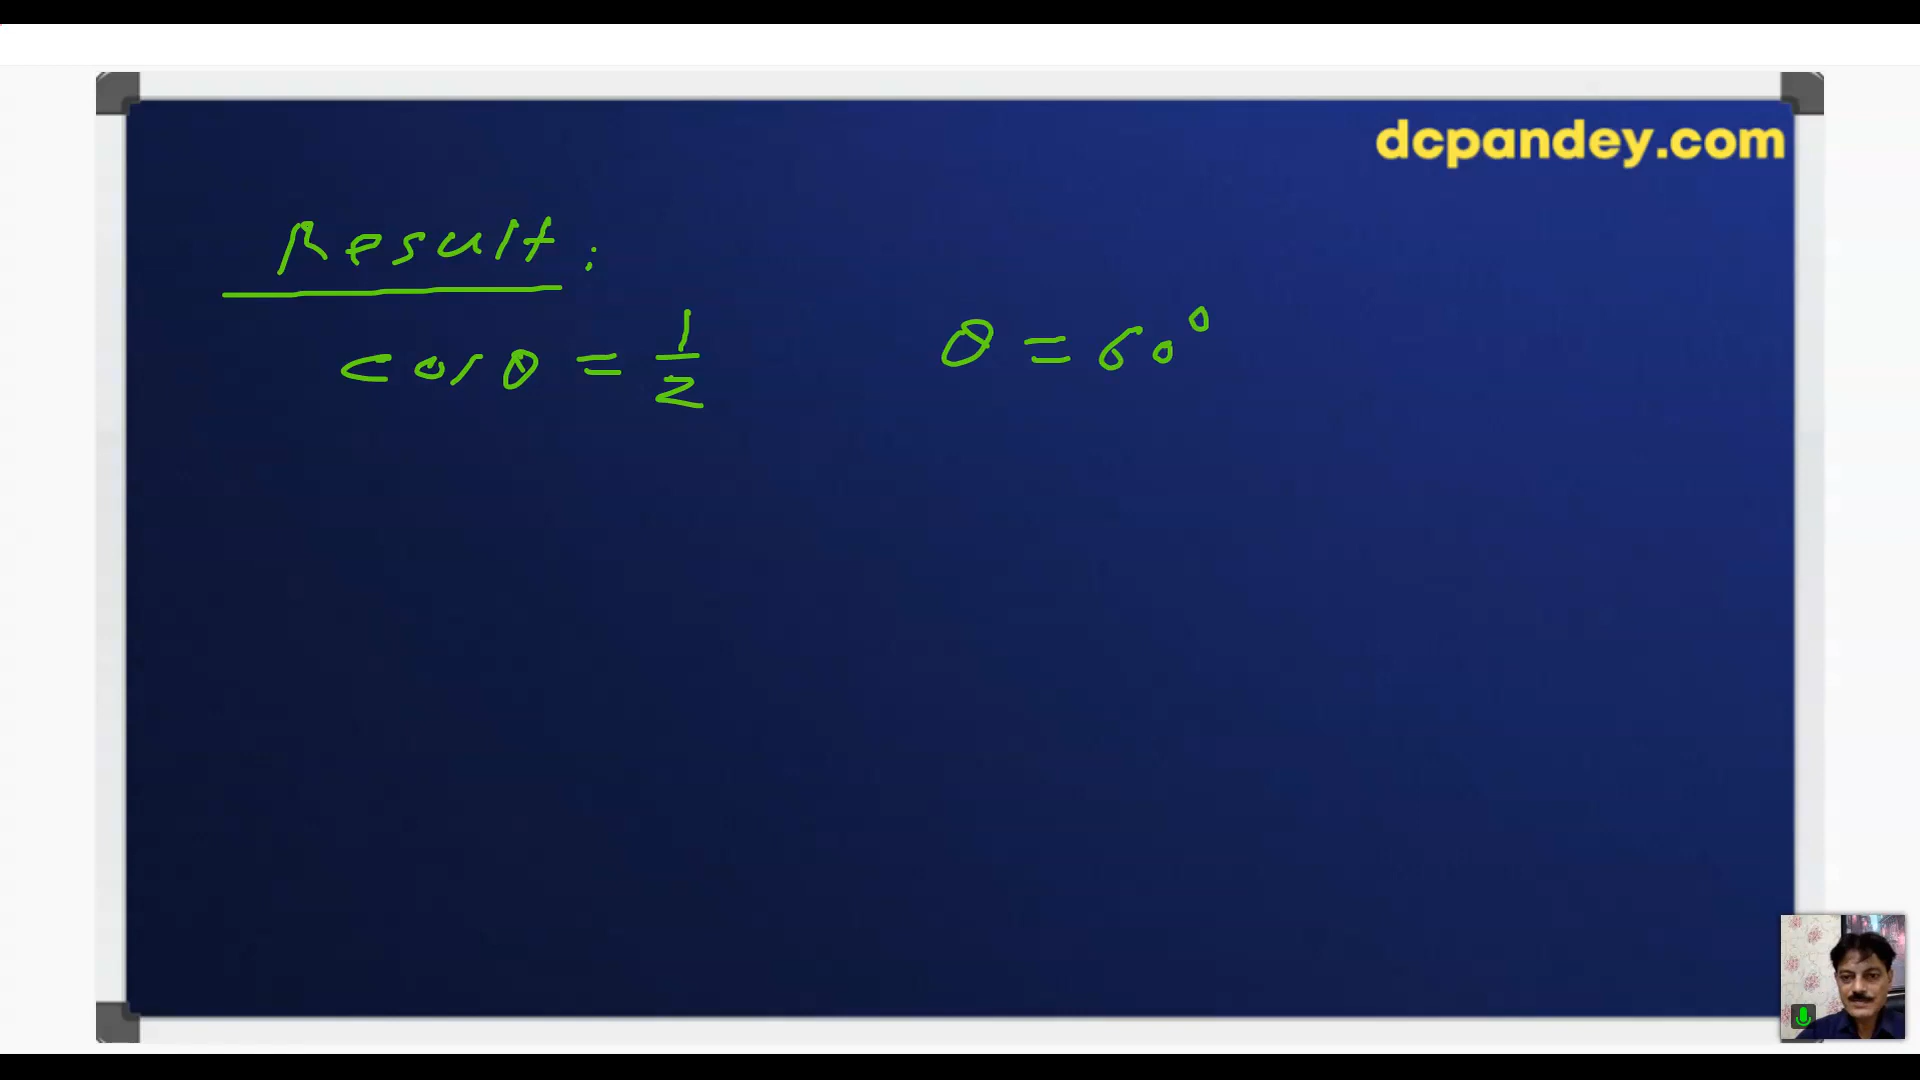 dcpandey.com
Result:
cos θ = 1/2 θ = 60°